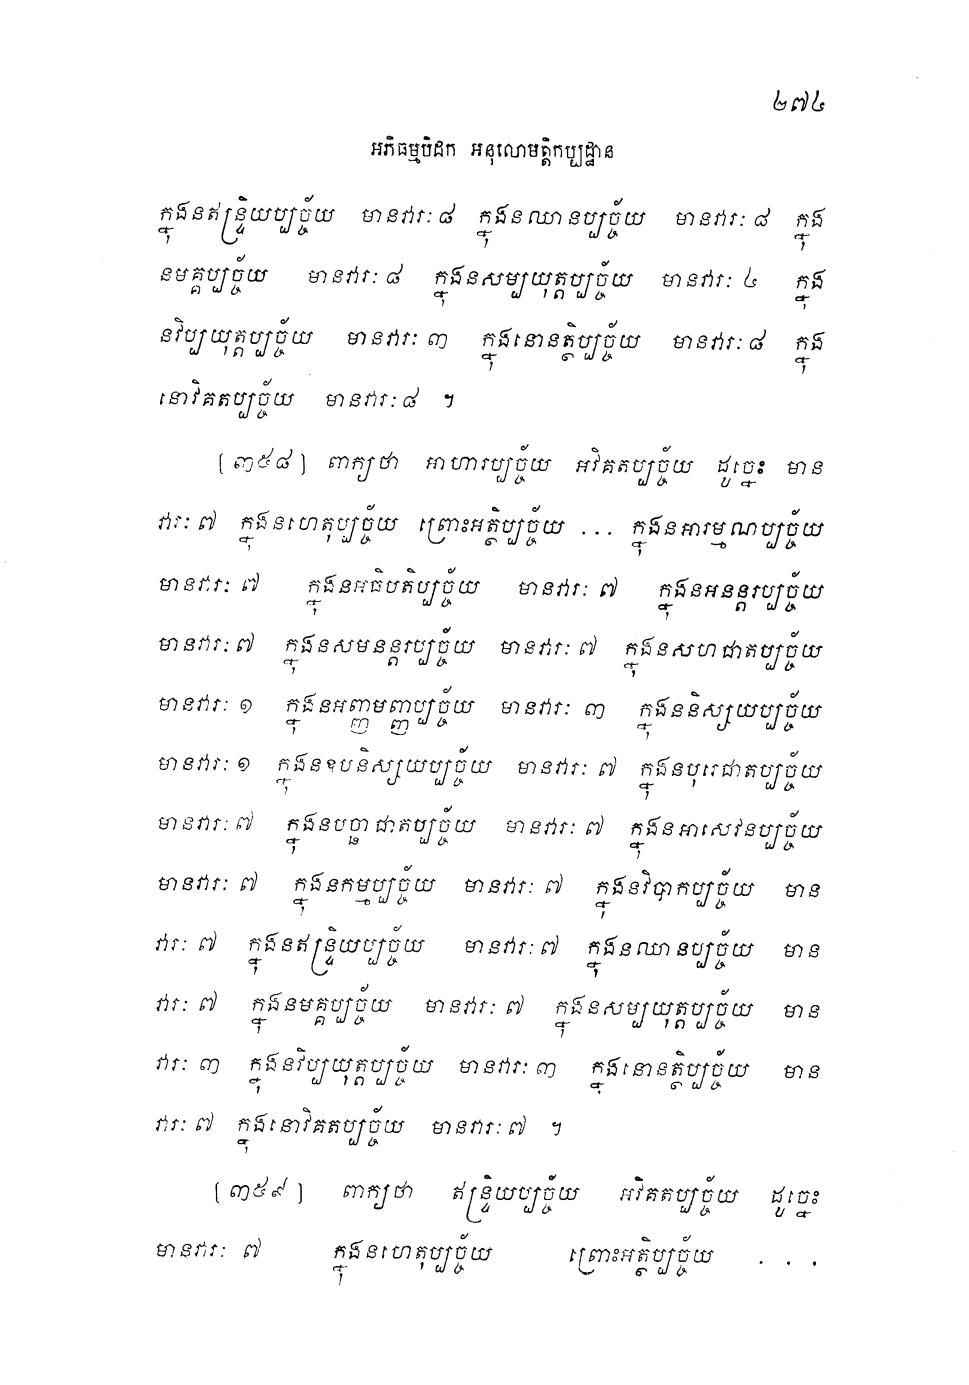 ២៧៤
អភិធម្មបិដក អនុលោមត្តិកប្បដ្ឋាន
ក្នុងនឥន្ទ្រិយប្បច្ច័យ មានវារៈ ៨ ក្នុងនឈានប្បច្ច័យ មានវារៈ ៨ ក្នុង
នមគ្គប្បច្ច័យ មានវារៈ ៨ ក្នុងនសម្បយុត្តប្បច្ច័យ មានវារៈ ៤ ក្នុង
នវិប្បយុត្តប្បច្ច័យ មានវារៈ ៣ ក្នុងនោនត្ថិប្បច្ច័យ មានវារៈ ៨ ក្នុង
នោវិគតប្បច្ច័យ មានវារៈ ៨ ។
[៣៥៨] ពាក្យថា អាហារប្បច្ច័យ អវិគតប្បច្ច័យ ដូច្នេះ មាន
វារៈ ៧ ក្នុងនហេតុប្បច្ច័យ ព្រោះអត្ថិប្បច្ច័យ ... ក្នុងនអារម្មណប្បច្ច័យ
មានវារៈ ៧ ក្នុងនអធិបតិប្បច្ច័យ មានវារៈ ៧ ក្នុងនអនន្តរប្បច្ច័យ
មានវារៈ ៧ ក្នុងនសមនន្តរប្បច្ច័យ មានវារៈ ៧ ក្នុងនសហជាតប្បច្ច័យ
មានវារៈ ១ ក្នុងនអញ្ញាមញ្ញប្បច្ច័យ មានវារៈ ៣ ក្នុងននិស្សយប្បច្ច័យ
មានវារៈ ១ ក្នុងនឧបនិស្សយប្បច្ច័យ មានវារៈ ៧ ក្នុងនបុរេជាតប្បច្ច័យ
មានវារៈ ៧ ក្នុងនបច្ឆាជាតប្បច្ច័យ មានវារៈ ៧ ក្នុងនអាសេវនប្បច្ច័យ
មានវារៈ ៧ ក្នុងនកម្មប្បច្ច័យ មានវារៈ ៧ ក្នុងនវិបាកប្បច្ច័យ មាន
វារៈ ៧ ក្នុងនឥន្ទ្រិយប្បច្ច័យ មានវារៈ ៧ ក្នុងនឈានប្បច្ច័យ មាន
វារៈ ៧ ក្នុងនមគ្គប្បច្ច័យ មានវារៈ ៧ ក្នុងនសម្បយុត្តប្បច្ច័យ មាន
វារៈ ៣ ក្នុងនវិប្បយុត្តប្បច្ច័យ មានវារៈ ៣ ក្នុងនោនត្ថិប្បច្ច័យ មាន
វារៈ ៧ ក្នុងនោវិគតប្បច្ច័យ មានវារៈ ៧ ។
[៣៥៩] ពាក្យថា ឥន្ទ្រិយប្បច្ច័យ អវិគតប្បច្ច័យ ដូច្នេះ
មានវារៈ ៧ ក្នុងនហេតុប្បច្ច័យ ព្រោះអត្ថិប្បច្ច័យ ...